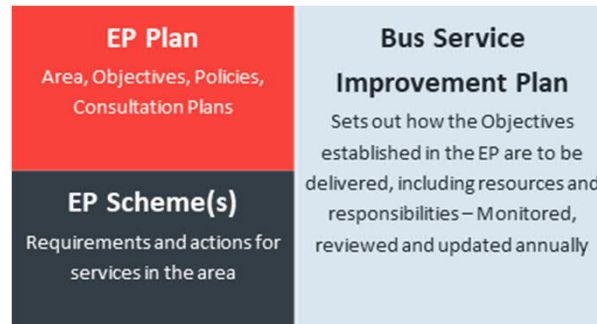 EP Plan
Area, Objectives, Policies,
Consultation Plans
EP Scheme(s)
Requirements and actions for
services in the area
Bus Service
Improvement Plan
Sets out how the Objectives
established in the EP are to be
delivered, including resources and
responsibilities – Monitored,
reviewed and updated annually